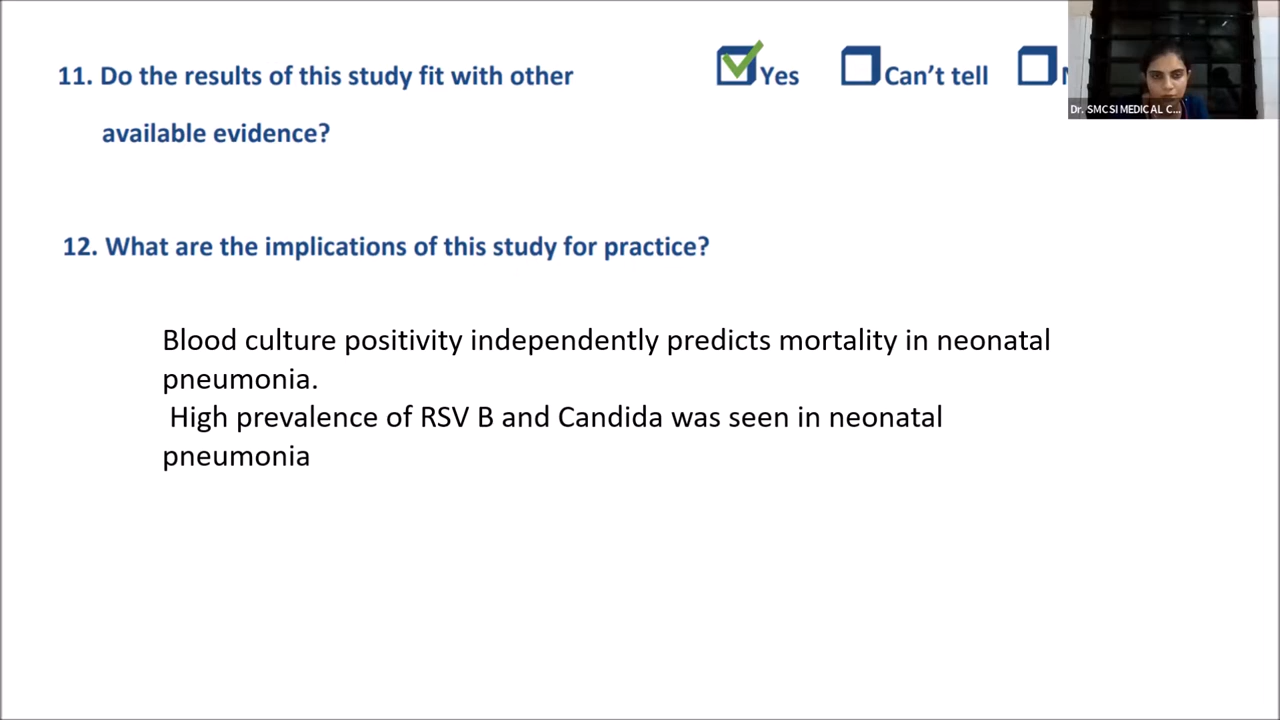 11. Do the results of this study fit with other
Yes
Can't tell
available evidence?
Dr. SMCSI MEDICAL C...
12. What are the implications of this study for practice?
Blood culture positivity independently predicts mortality in neonatal
pneumonia.
High prevalence of RSV B and Candida was seen in neonatal
pneumonia